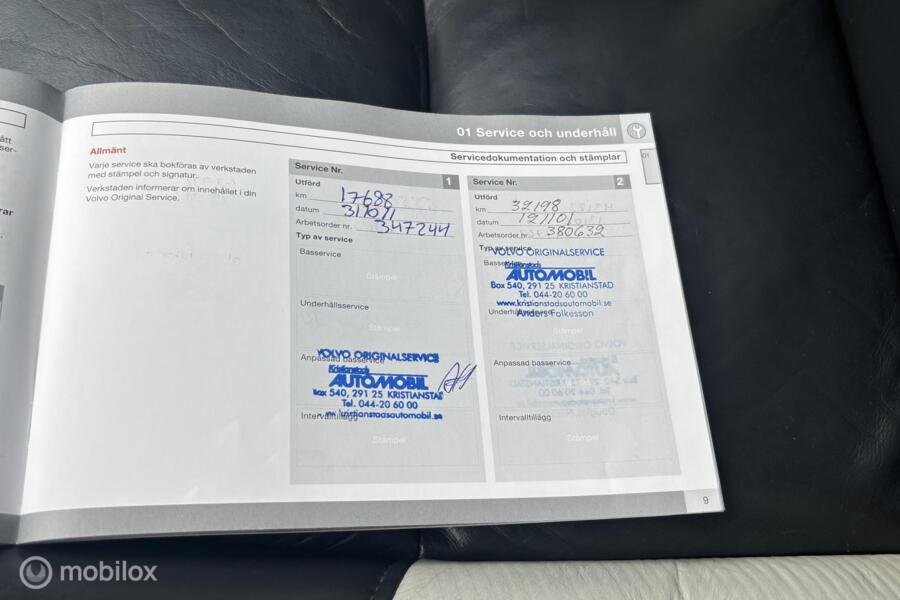 01 Service och underhåll
Servicedokumentation och stämplar
01
Allmänt
Varje service ska bokföras av verkstaden
med stämpel och signatur.
Verkstaden informerar om innehållet i din
Volvo Original Service.
Service Nr.
1
Utförd
km 17688
datum 311011
Arbetsorder nr. 347244
Typ av service
Basservice
Stämpel
Underhållsservice
Stämpel
Anpassad basservice
VOLVO ORIGINALSERVICE
Kristianstads
AUTOMOBIL
Box 540, 291 25 KRISTIANSTAD
Tel. 044-20 60 00
www.kristianstadsautomobil.se
Intervalltillägg
Stämpel
Service Nr.
2
Utförd
km 32198
datum 121101
Arbetsorder nr. 380632
Typ av service
VOLVO ORIGINALSERVICE
Basservice
Kristianstads
AUTOMOBIL
Box 540, 291 25 KRISTIANSTAD
Tel. 044-20 60 00
www.kristianstadsautomobil.se
Underhållsservice
Anders Folkesson
Stämpel
Anpassad basservice
Intervalltillägg
Stämpel
9
mobilox